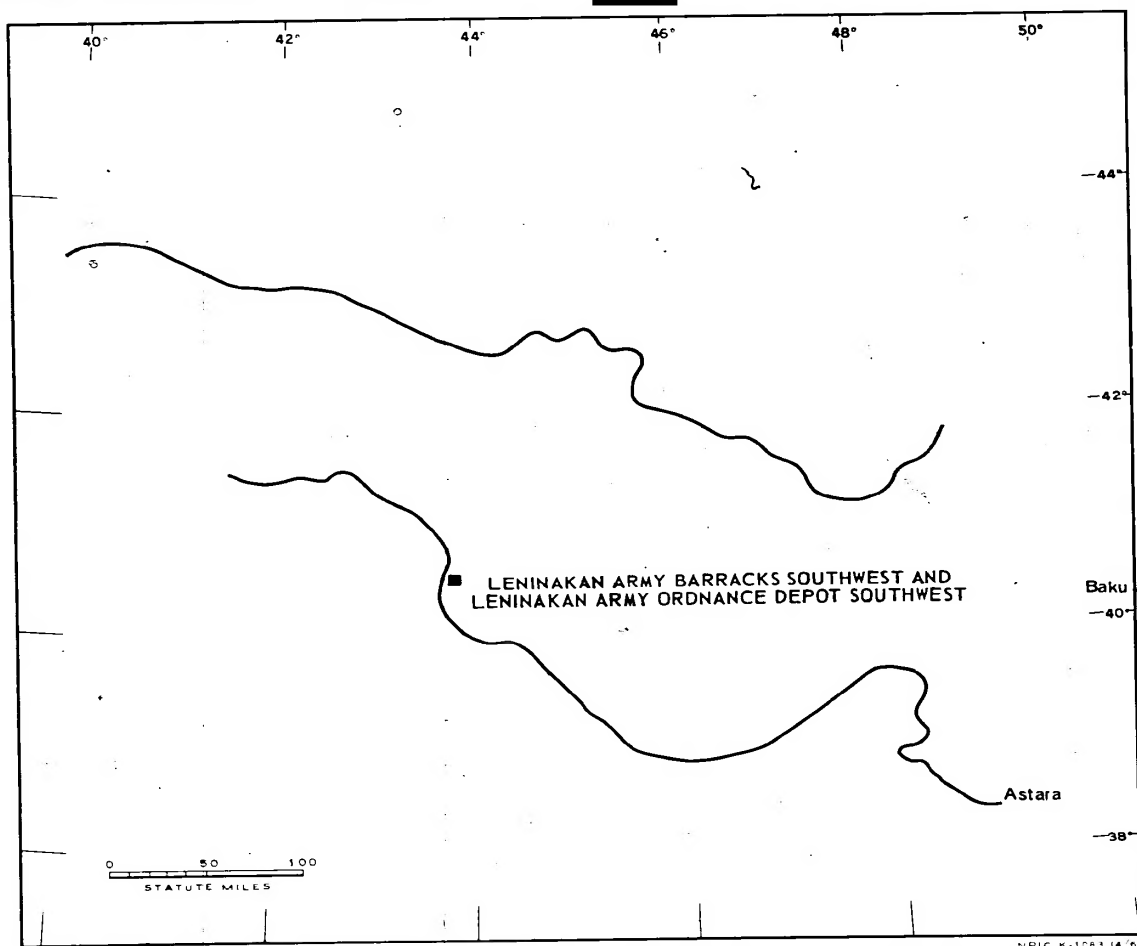 40° 42° 44° 46° 48° 50°
—44°
—42°
LENINAKAN ARMY BARRACKS SOUTHWEST AND
LENINAKAN ARMY ORDNANCE DEPOT SOUTHWEST
Baku
—40°
Astara
—38°
0 50 100
STATUTE MILES